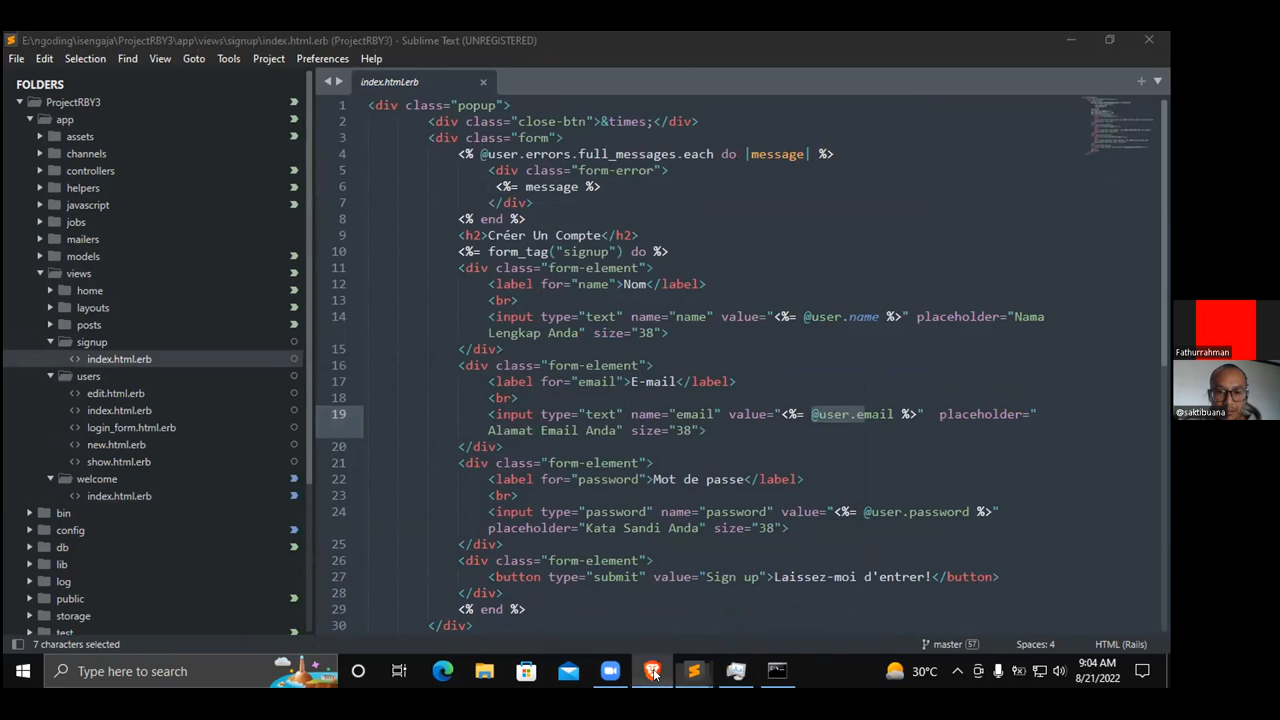 E:\ngoding\isengaja\ProjectRBY3\app\views\signup\index.html.erb (ProjectRBY3) - Sublime Text (UNREGISTERED)
File Edit Selection Find View Goto Tools Project Preferences Help
FOLDERS
ProjectRBY3
app
assets
channels
controllers
helpers
javascript
jobs
mailers
models
views
home
layouts
posts
signup
index.html.erb
users
edit.html.erb
index.html.erb
login_form.html.erb
new.html.erb
show.html.erb
welcome
index.html.erb
bin
config
db
lib
log
public
storage
test
index.html.erb
1 <div class="popup">
2 <div class="close-btn">&times;</div>
3 <div class="form">
4 <% @user.errors.full_messages.each do |message| %>
5 <div class="form-error">
6 <%= message %>
7 </div>
8 <% end %>
9 <h2>Créer Un Compte</h2>
10 <%= form_tag("signup") do %>
11 <div class="form-element">
12 <label for="name">Nom</label>
13 <br>
14 <input type="text" name="name" value="<%= @user.name %>" placeholder="Nama
Lengkap Anda" size="38">
15 </div>
16 <div class="form-element">
17 <label for="email">E-mail</label>
18 <br>
19 <input type="text" name="email" value="<%= @user.email %>"  placeholder="
Alamat Email Anda" size="38">
20 </div>
21 <div class="form-element">
22 <label for="password">Mot de passe</label>
23 <br>
24 <input type="password" name="password" value="<%= @user.password %>"
placeholder="Kata Sandi Anda" size="38">
25 </div>
26 <div class="form-element">
27 <button type="submit" value="Sign up">Laissez-moi d'entrer!</button>
28 </div>
29 <% end %>
30 </div>
Fathurrahman
@saktibuana
7 characters selected
master 57
Spaces: 4
HTML (Rails)
Type here to search
30°C
9:04 AM
8/21/2022